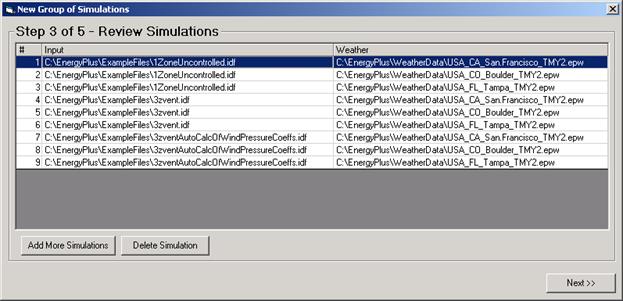 New Group of Simulations
Step 3 of 5 - Review Simulations
# Input Weather
1 C:\EnergyPlus\ExampleFiles\1ZoneUncontrolled.idf C:\EnergyPlus\WeatherData\USA_CA_San.Francisco_TMY2.epw
2 C:\EnergyPlus\ExampleFiles\1ZoneUncontrolled.idf C:\EnergyPlus\WeatherData\USA_CO_Boulder_TMY2.epw
3 C:\EnergyPlus\ExampleFiles\1ZoneUncontrolled.idf C:\EnergyPlus\WeatherData\USA_FL_Tampa_TMY2.epw
4 C:\EnergyPlus\ExampleFiles\3zvent.idf C:\EnergyPlus\WeatherData\USA_CA_San.Francisco_TMY2.epw
5 C:\EnergyPlus\ExampleFiles\3zvent.idf C:\EnergyPlus\WeatherData\USA_CO_Boulder_TMY2.epw
6 C:\EnergyPlus\ExampleFiles\3zvent.idf C:\EnergyPlus\WeatherData\USA_FL_Tampa_TMY2.epw
7 C:\EnergyPlus\ExampleFiles\3zventAutoCalcOfWindPressureCoeffs.idf C:\EnergyPlus\WeatherData\USA_CA_San.Francisco_TMY2.epw
8 C:\EnergyPlus\ExampleFiles\3zventAutoCalcOfWindPressureCoeffs.idf C:\EnergyPlus\WeatherData\USA_CO_Boulder_TMY2.epw
9 C:\EnergyPlus\ExampleFiles\3zventAutoCalcOfWindPressureCoeffs.idf C:\EnergyPlus\WeatherData\USA_FL_Tampa_TMY2.epw
Add More Simulations Delete Simulation
Next >>